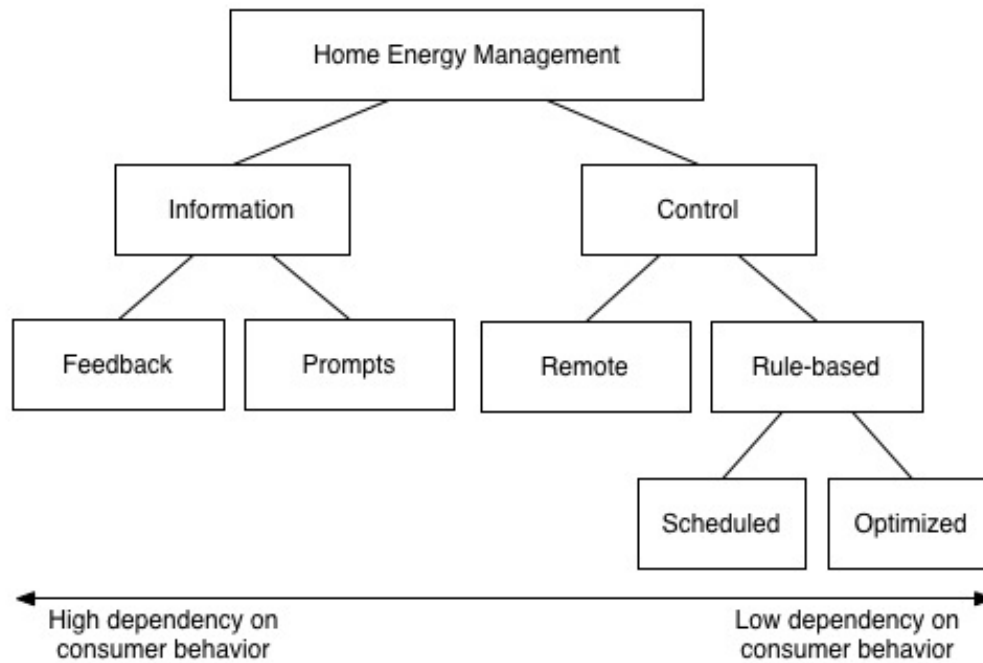 Home Energy Management
Information
Control
Feedback
Prompts
Remote
Rule-based
Scheduled
Optimized
High dependency on
consumer behavior
Low dependency on
consumer behavior